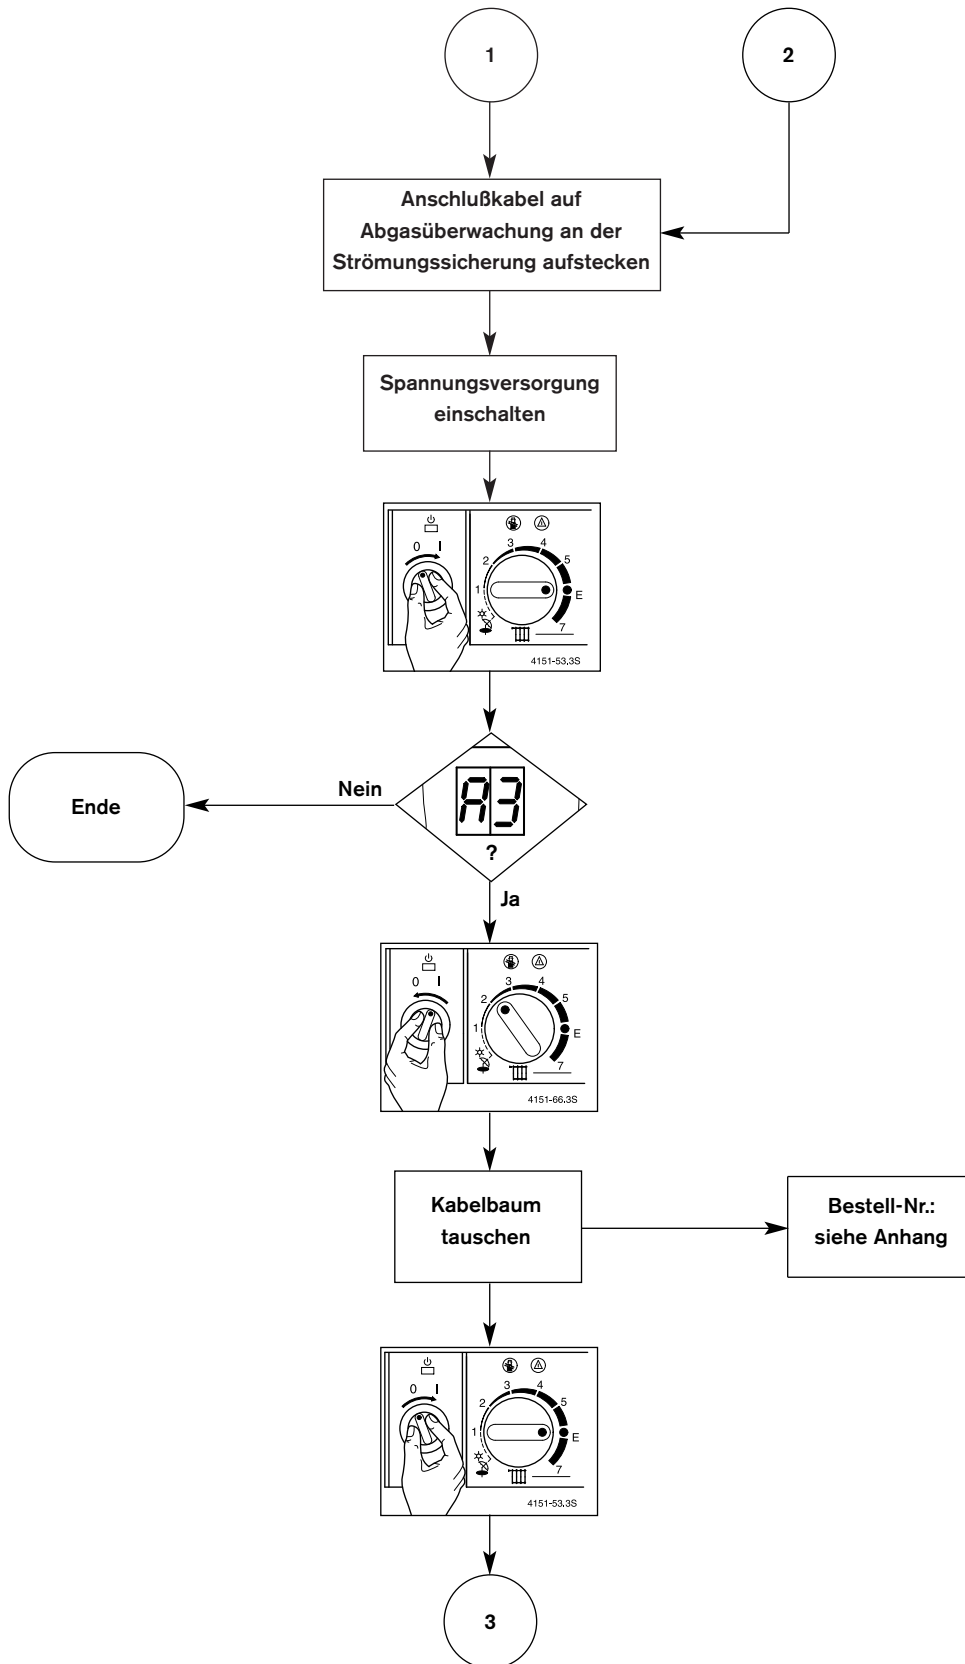 1
2
Anschlußkabel auf
Abgasüberwachung an der
Strömungssicherung aufstecken
Spannungsversorgung
einschalten
0 I
1
2
3
4
5
E
7
4151-53.3S
Nein
Ende
A3
?
Ja
0 I
1
2
3
4
5
E
7
4151-66.3S
Kabelbaum
tauschen
Bestell-Nr.:
siehe Anhang
0 I
1
2
3
4
5
E
7
4151-53.3S
3